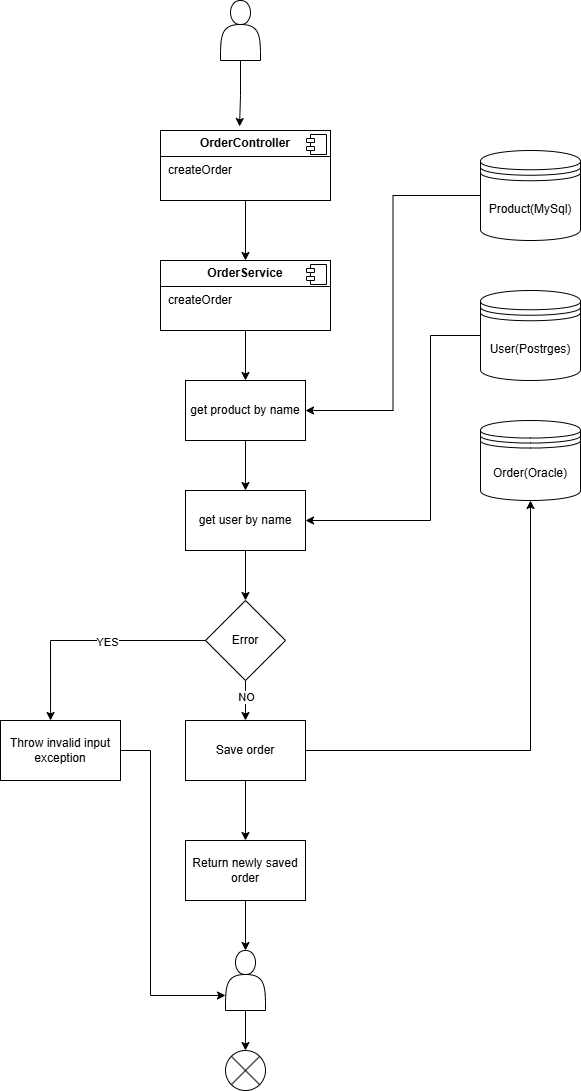 OrderController
createOrder
Product(MySql)
OrderService
createOrder
User(Postrges)
get product by name
Order(Oracle)
get user by name
Error
YES
NO
Throw invalid input
exception
Save order
Return newly saved
order